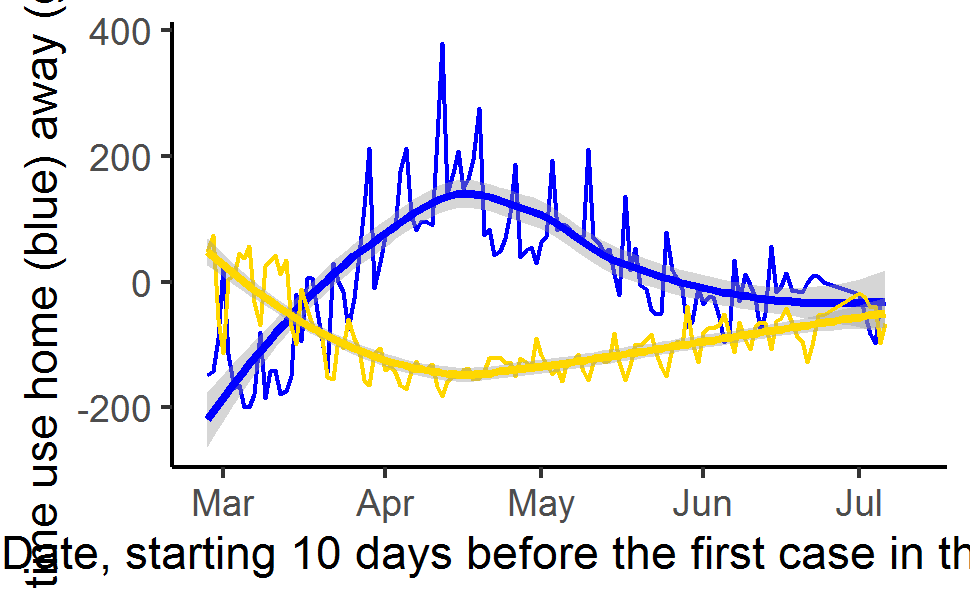 time use home (blue) away (
400
200
0
-200
Mar Apr May Jun Jul
Date, starting 10 days before the first case in th